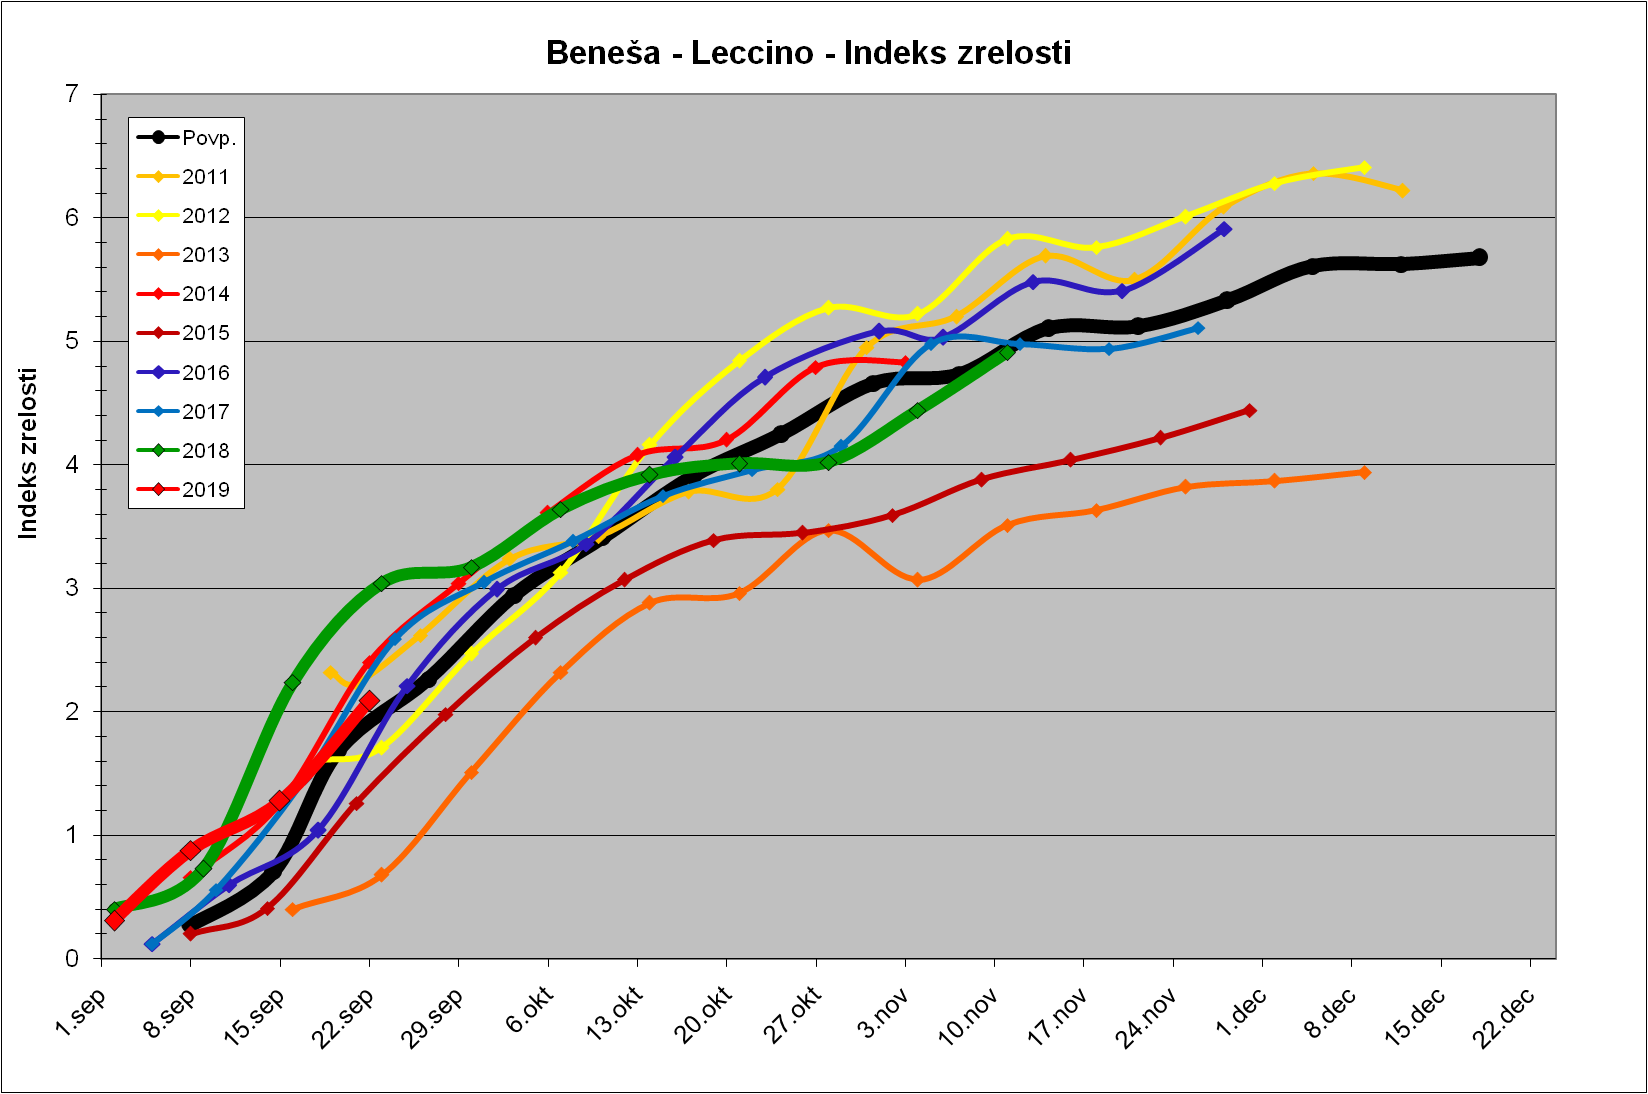 Beneša - Leccino - Indeks zrelosti
Indeks zrelosti
7
6
5
4
3
2
1
0
Povp.
2011
2012
2013
2014
2015
2016
2017
2018
2019
1.sep
8.sep
15.sep
22.sep
29.sep
6.okt
13.okt
20.okt
27.okt
3.nov
10.nov
17.nov
24.nov
1.dec
8.dec
15.dec
22.dec